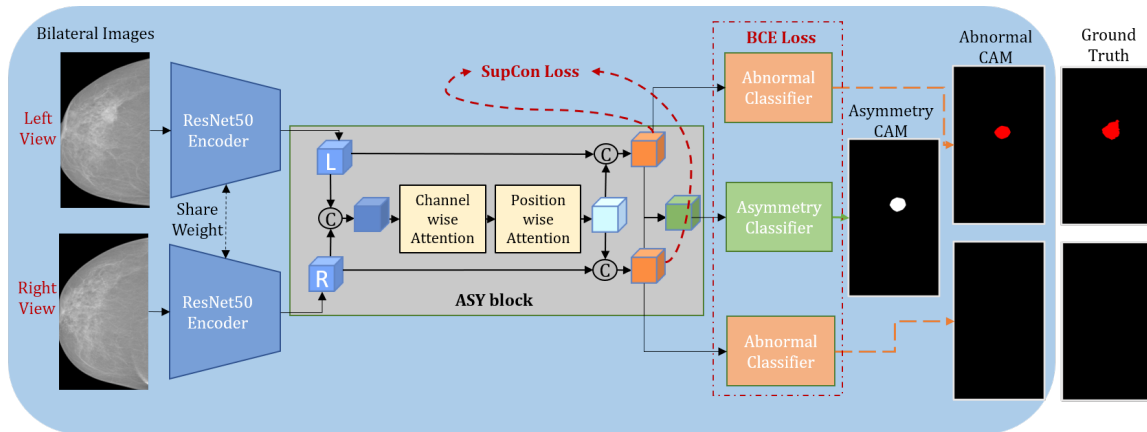 Bilateral Images
Left
View
ResNet50
Encoder
Share
Weight
Right
View
ResNet50
Encoder
L
R
C
Channel
wise
Attention
Position
wise
Attention
C
C
ASY block
SupCon Loss
BCE Loss
Abnormal
Classifier
Asymmetry
Classifier
Abnormal
Classifier
Asymmetry
CAM
Abnormal
CAM
Ground
Truth